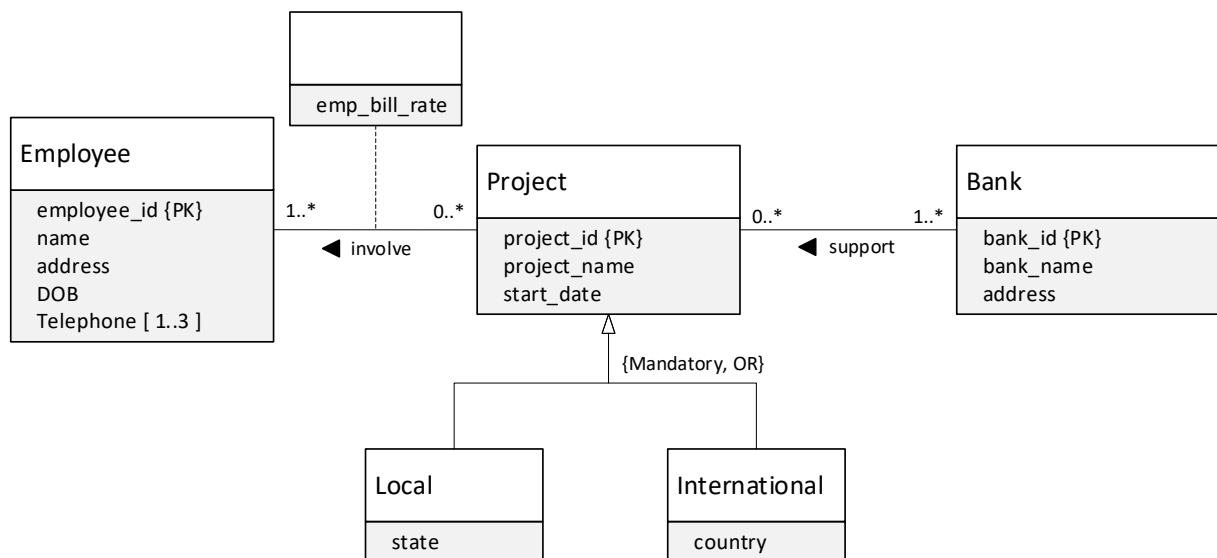 emp_bill_rate
Employee
employee_id {PK}
name
address
DOB
Telephone [ 1..3 ]
1..*
0..*
involve
Project
project_id {PK}
project_name
start_date
0..*
1..*
support
Bank
bank_id {PK}
bank_name
address
{Mandatory, OR}
Local
state
International
country